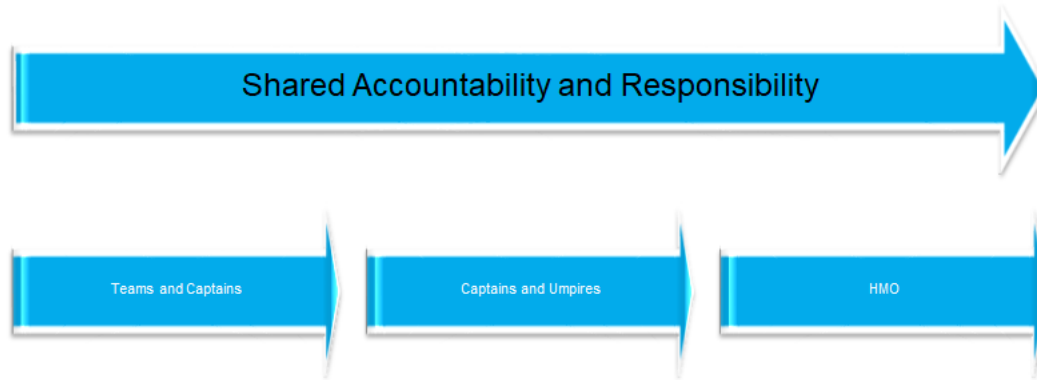 Shared Accountability and Responsibility
Teams and Captains
Captains and Umpires
HMO